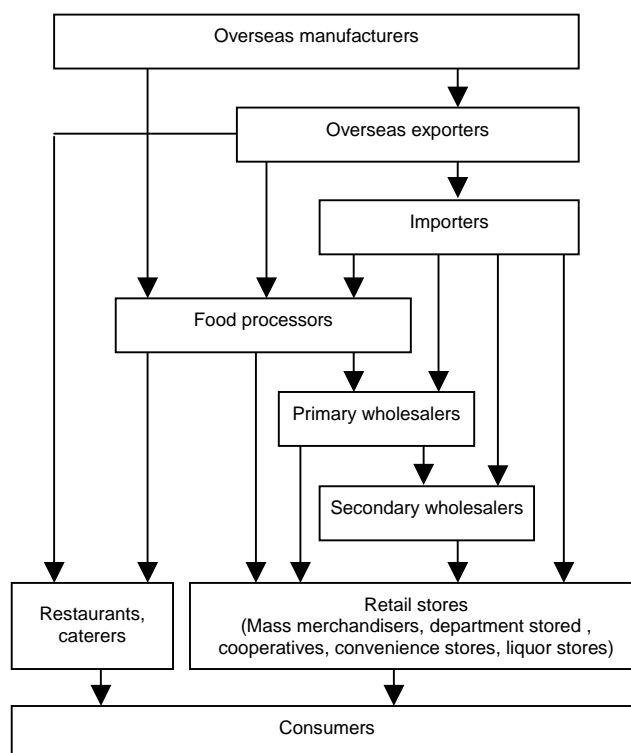 Overseas manufacturers
Overseas exporters
Importers
Food processors
Primary wholesalers
Secondary wholesalers
Restaurants,
caterers
Retail stores
(Mass merchandisers, department stored ,
cooperatives, convenience stores, liquor stores)
Consumers